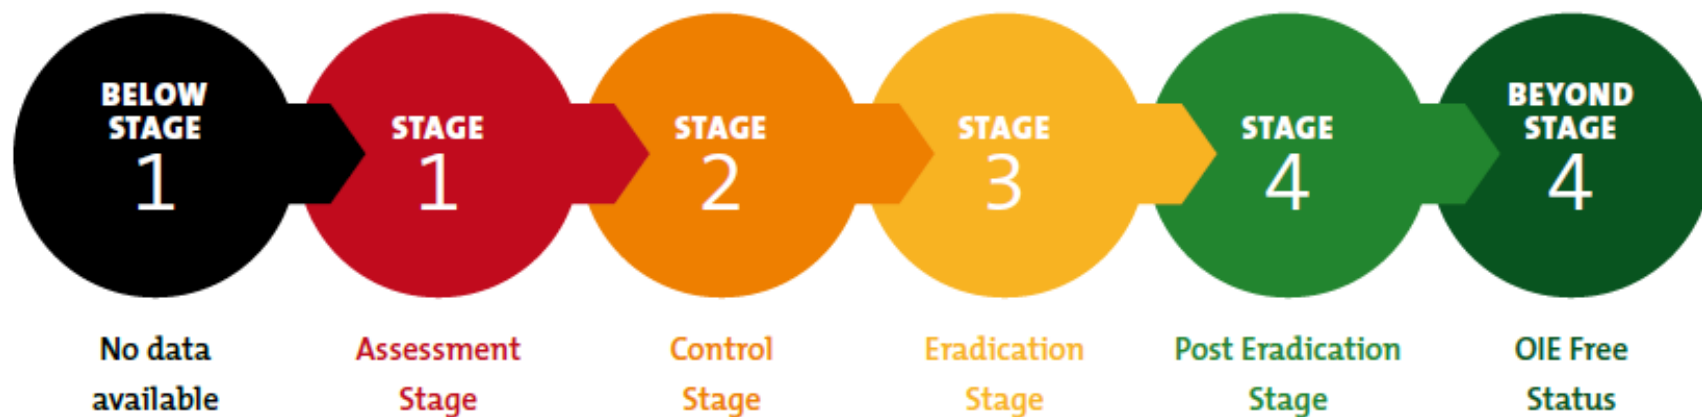 BELOW
STAGE
1
No data
available
STAGE
1
Assessment
Stage
STAGE
2
Control
Stage
STAGE
3
Eradication
Stage
STAGE
4
Post Eradication
Stage
BEYOND
STAGE
4
OIE Free
Status